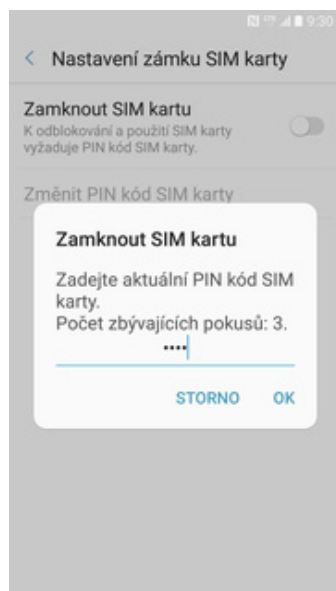 9:30
Nastavení zámku SIM karty
Zamknout SIM kartu
K odblokování a použití SIM karty
vyžaduje PIN kód SIM karty.
Změnit PIN kód SIM karty
Zamknout SIM kartu
Zadejte aktuální PIN kód SIM
karty.
Počet zbývajících pokusů: 3.
••••
STORNO OK